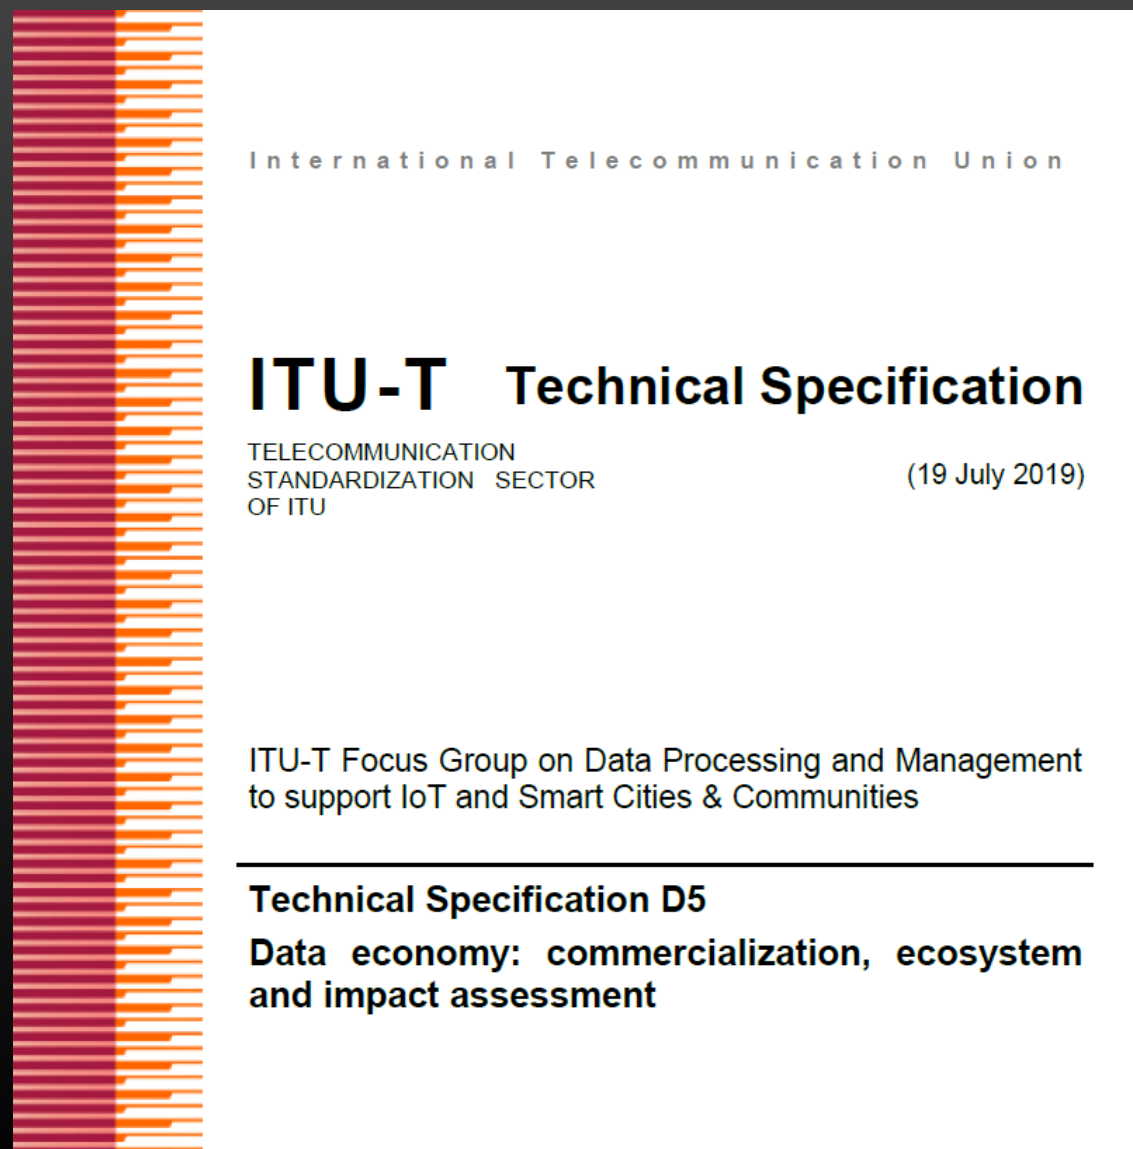 International Telecommunication Union
ITU-T Technical Specification
TELECOMMUNICATION
STANDARDIZATION SECTOR
OF ITU
(19 July 2019)
ITU-T Focus Group on Data Processing and Management
to support IoT and Smart Cities & Communities
Technical Specification D5
Data economy: commercialization, ecosystem
and impact assessment